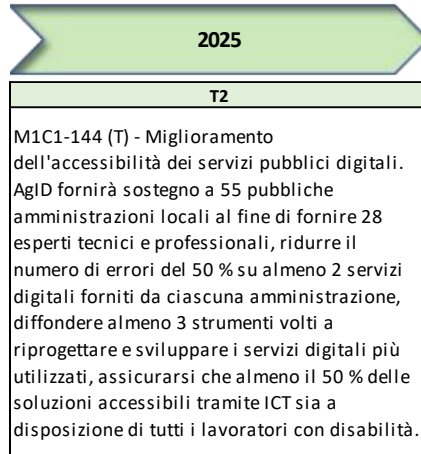 2025
T2
M1C1-144 (T) - Miglioramento
dell'accessibilità dei servizi pubblici digitali.
AgID fornirà sostegno a 55 pubbliche
amministrazioni locali al fine di fornire 28
esperti tecnici e professionali, ridurre il
numero di errori del 50 % su almeno 2 servizi
digitali forniti da ciascuna amministrazione,
diffondere almeno 3 strumenti volti a
riprogettare e sviluppare i servizi digitali più
utilizzati, assicurarsi che almeno il 50 % delle
soluzioni accessibili tramite ICT sia a
disposizione di tutti i lavoratori con disabilità.